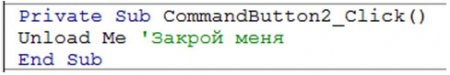 Private Sub CommandButton2_Click()
Unload Me 'Закрой меня
End Sub